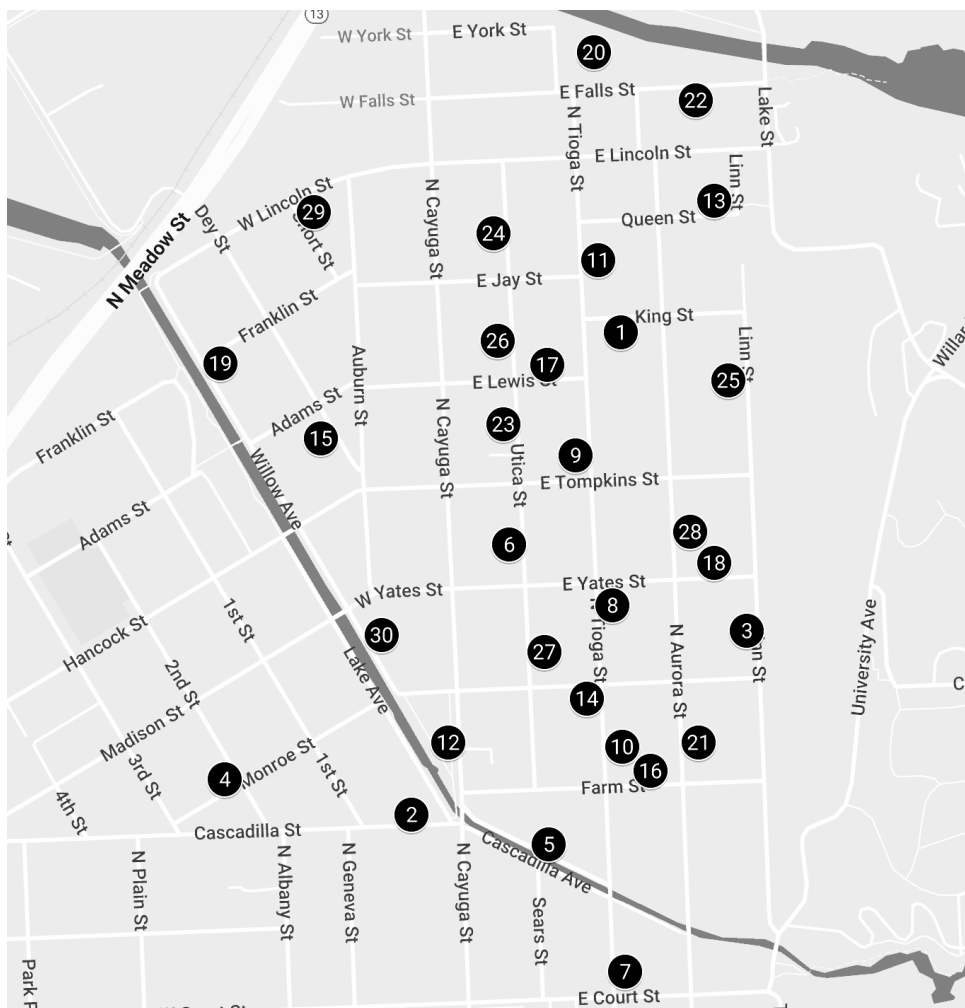 13
W York St
E York St
20
W Falls St
E Falls St
22
Lake St
N Tioga St
E Lincoln St
Linn St
W Lincoln St
29
Short St
Dey St
N Cayuga St
13
Queen St
24
N Meadow St
11
E Jay St
Franklin St
King St
1
26
Linn St
19
17
E Lewis St
25
Auburn St
Adams St
Franklin St
15
23
N Cayuga St
Utica St
9
Willow Ave
E Tompkins St
Adams St
28
6
18
W Yates St
E Yates St
8
N Tioga St
1st St
Hancock St
30
3
27
Lake Ave
N Aurora St
University Ave
2nd St
14
Madison St
12
10
21
Monroe St
3rd St
4
1st St
16
Farm St
4th St
2
Cascadilla St
5
Cascadilla Ave
N Plain St
N Albany St
N Geneva St
N Cayuga St
Sears St
7
E Court St